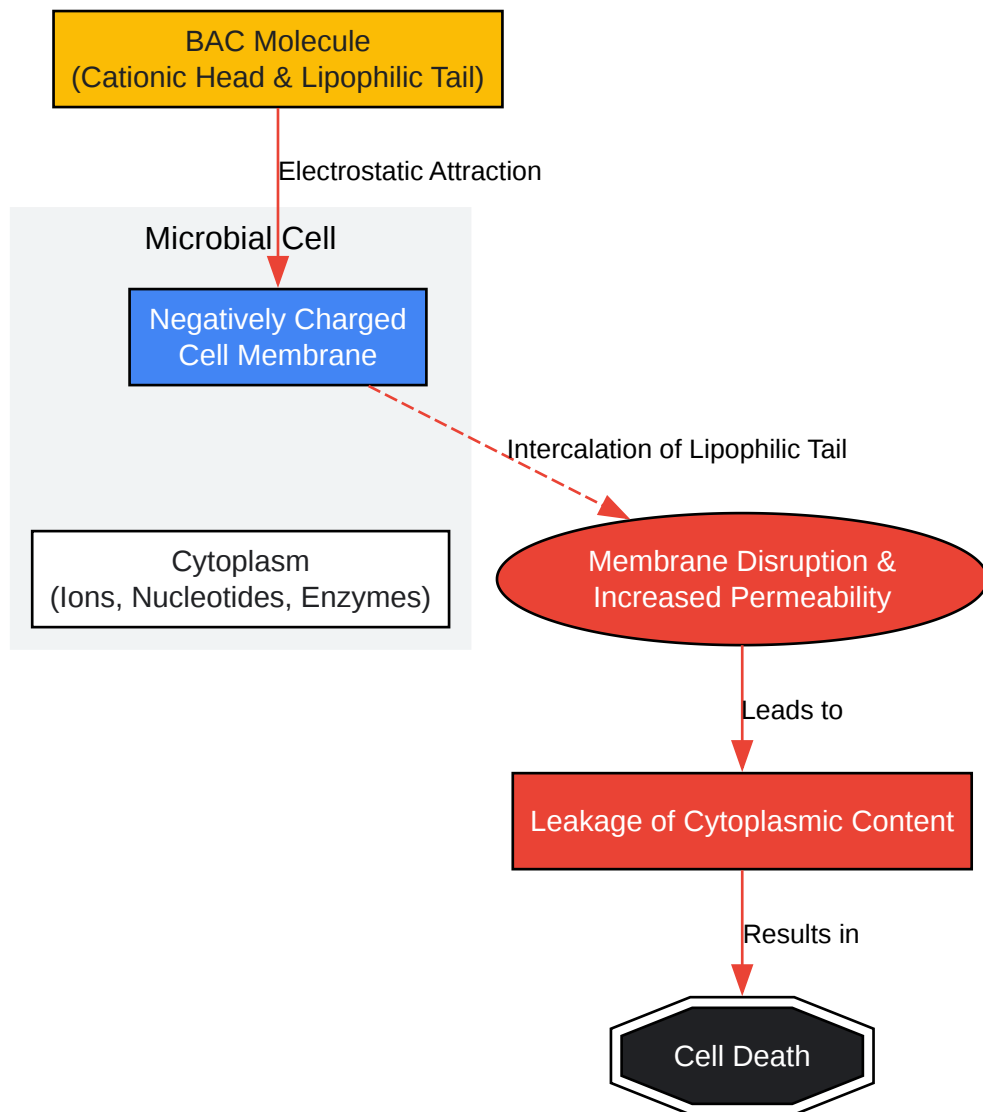 BAC Molecule
(Cationic Head & Lipophilic Tail)
Electrostatic Attraction
Microbial Cell
Negatively Charged
Cell Membrane
Intercalation of Lipophilic Tail
Cytoplasm
(Ions, Nucleotides, Enzymes)
Membrane Disruption &
Increased Permeability
Leads to
Leakage of Cytoplasmic Content
Results in
Cell Death